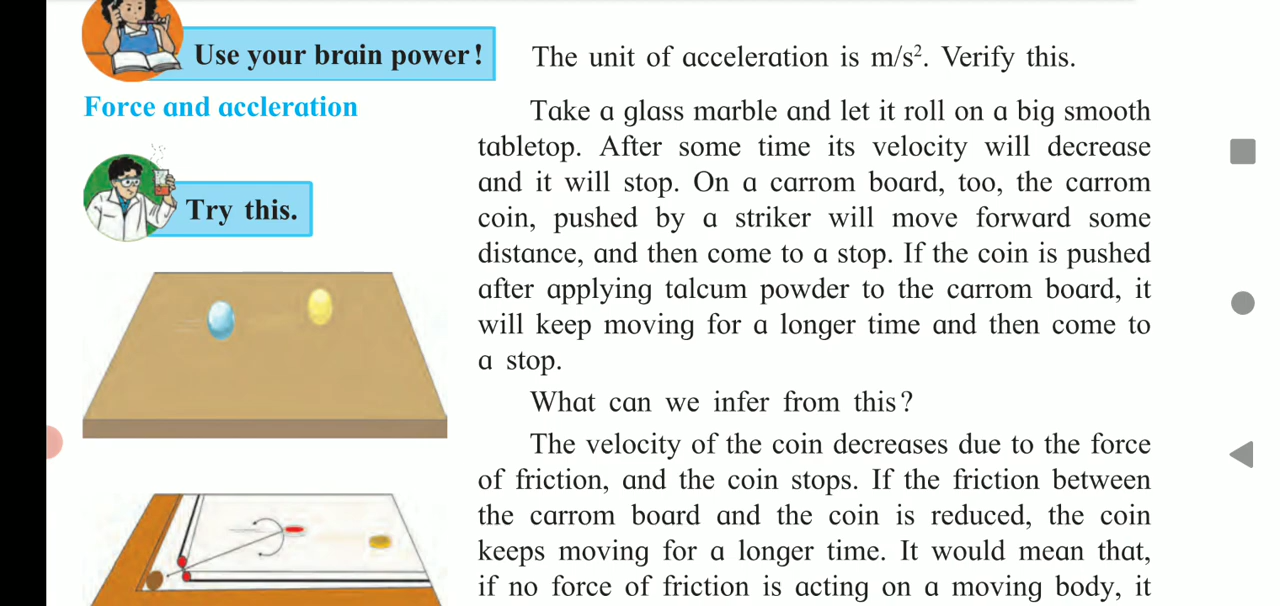 Use your brain power!
The unit of acceleration is m/s². Verify this.
Force and accleration
Try this.
Take a glass marble and let it roll on a big smooth
tabletop. After some time its velocity will decrease
and it will stop. On a carrom board, too, the carrom
coin, pushed by a striker will move forward some
distance, and then come to a stop. If the coin is pushed
after applying talcum powder to the carrom board, it
will keep moving for a longer time and then come to
a stop.
What can we infer from this?
The velocity of the coin decreases due to the force
of friction, and the coin stops. If the friction between
the carrom board and the coin is reduced, the coin
keeps moving for a longer time. It would mean that,
if no force of friction is acting on a moving body, it